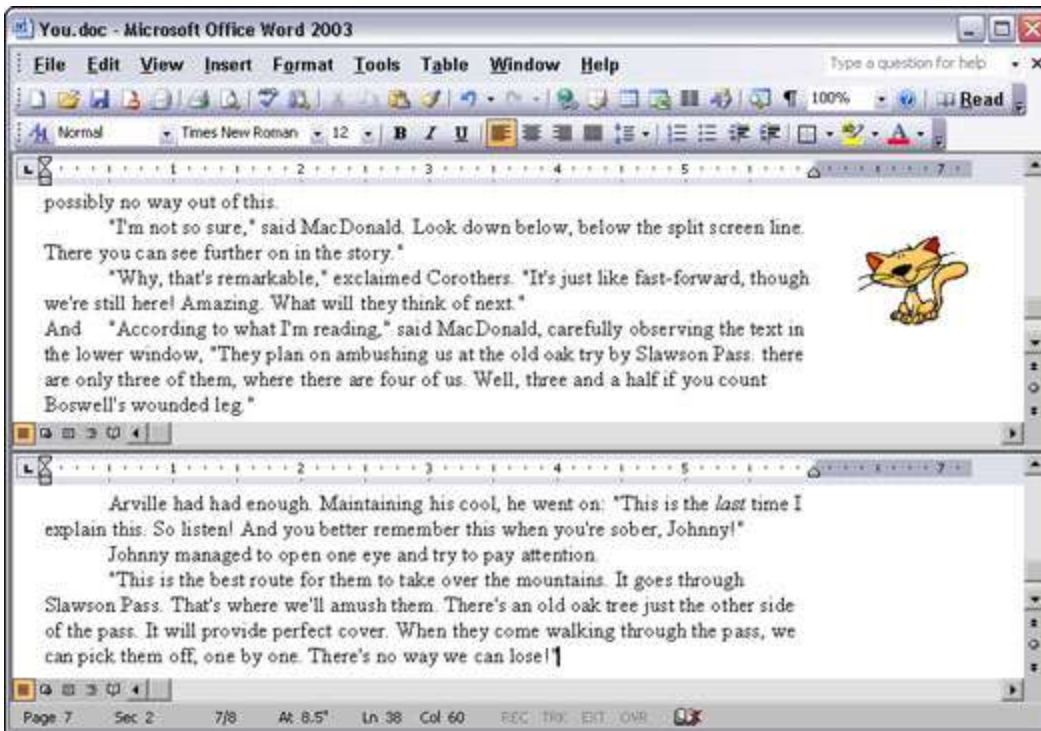 You.doc - Microsoft Office Word 2003
File Edit View Insert Format Tools Table Window Help Type a question for help
100% Read
Normal Times New Roman 12 B I U A
1 2 3 4 5 7
possibly no way out of this.
"I'm not so sure," said MacDonald. Look down below, below the split screen line.
There you can see further on in the story."
"Why, that's remarkable," exclaimed Corothers. "It's just like fast-forward, though
we're still here! Amazing. What will they think of next."
And "According to what I'm reading," said MacDonald, carefully observing the text in
the lower window, "They plan on ambushing us at the old oak try by Slawson Pass. there
are only three of them, where there are four of us. Well, three and a half if you count
Boswell's wounded leg."
1 2 3 4 5 7
Arville had had enough. Maintaining his cool, he went on: "This is the last time I
explain this. So listen! And you better remember this when you're sober, Johnny!"
Johnny managed to open one eye and try to pay attention.
"This is the best route for them to take over the mountains. It goes through
Slawson Pass. That's where we'll amush them. There's an old oak tree just the other side
of the pass. It will provide perfect cover. When they come walking through the pass, we
can pick them off, one by one. There's no way we can lose!"¶
Page 7 Sec 2 7/8 At 8.5" Ln 38 Col 60 REC TRK EXT OVR